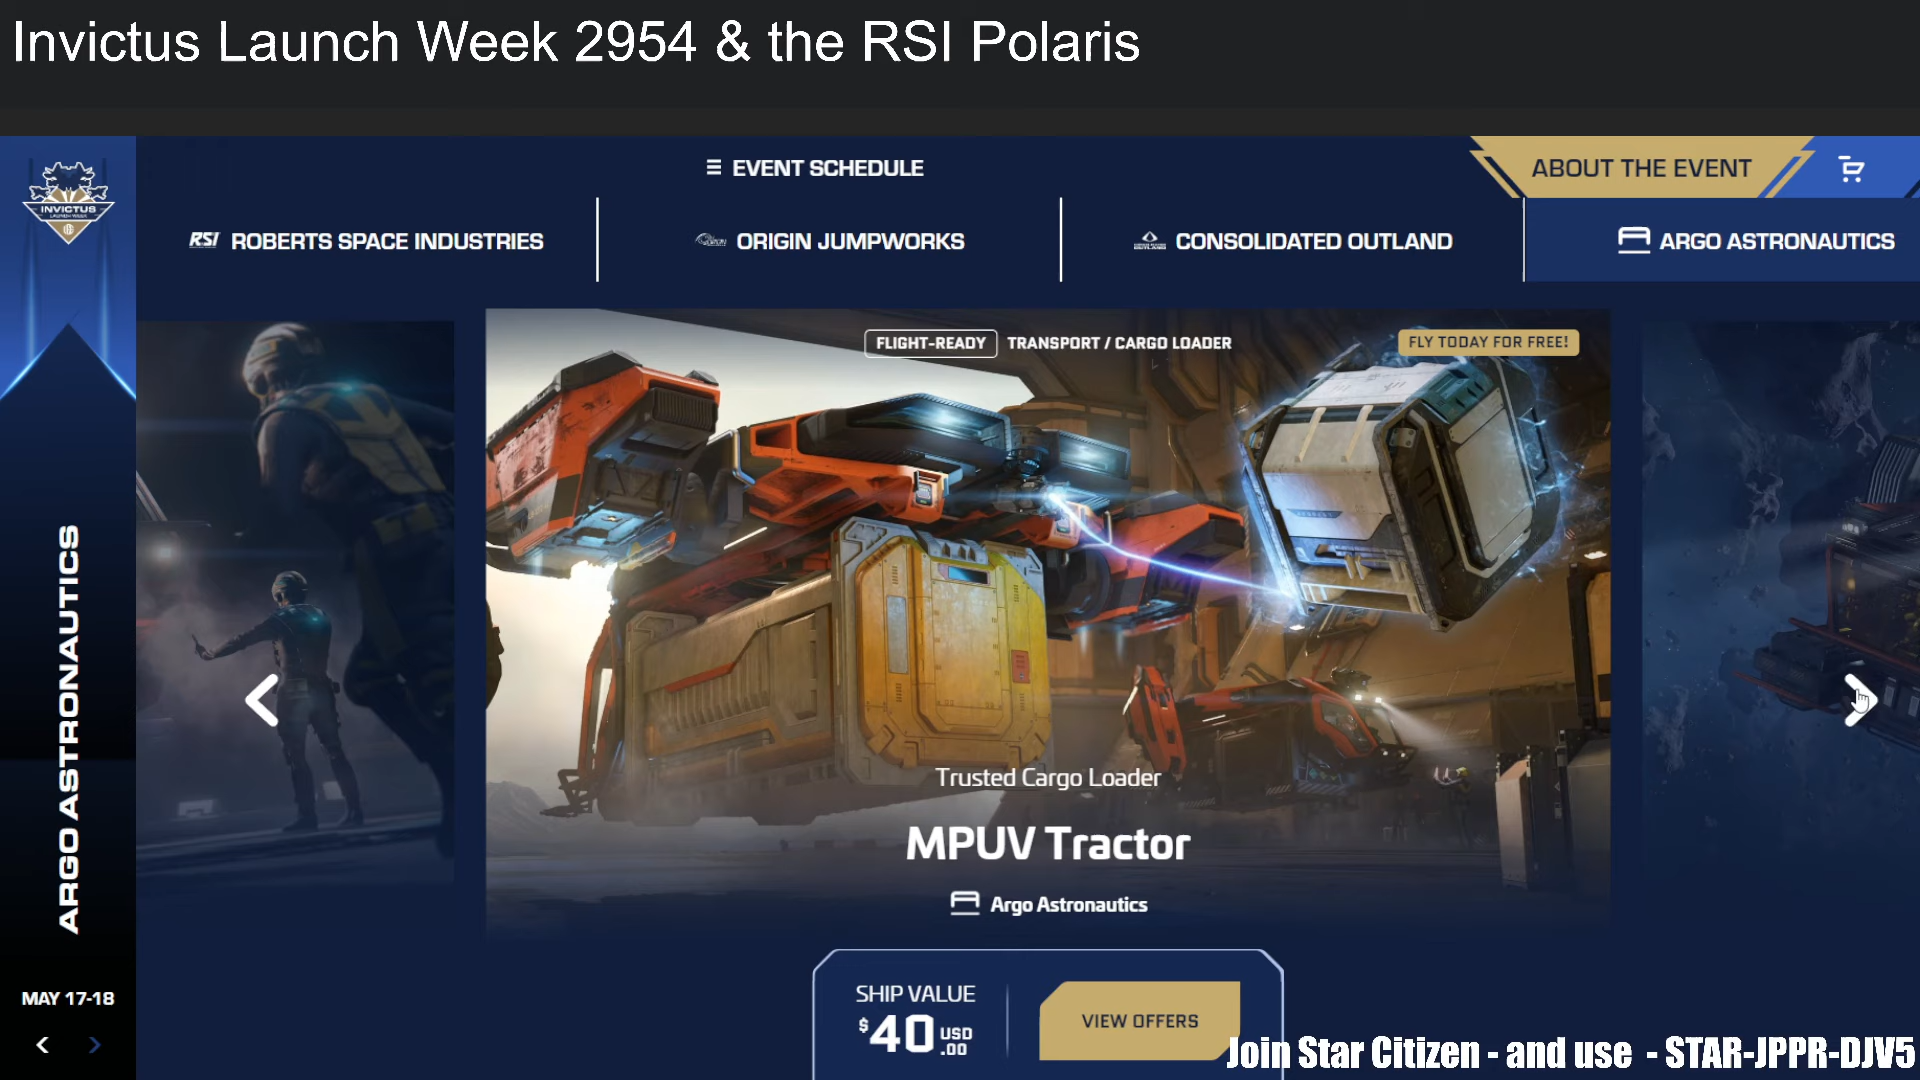 Invictus Launch Week 2954 & the RSI Polaris
INVICTUS
LAUNCH WEEK
EVENT SCHEDULE
ABOUT THE EVENT
RSI ROBERTS SPACE INDUSTRIES
ORIGIN JUMPWORKS
CONSOLIDATED OUTLAND
ARGO ASTRONAUTICS
FLIGHT-READY TRANSPORT / CARGO LOADER
FLY TODAY FOR FREE!
ARGO ASTRONAUTICS
Trusted Cargo Loader
MPUV Tractor
Argo Astronautics
MAY 17-18
SHIP VALUE
$40 USD .00
VIEW OFFERS
Join Star Citizen - and use - STAR-JPPR-DJV5